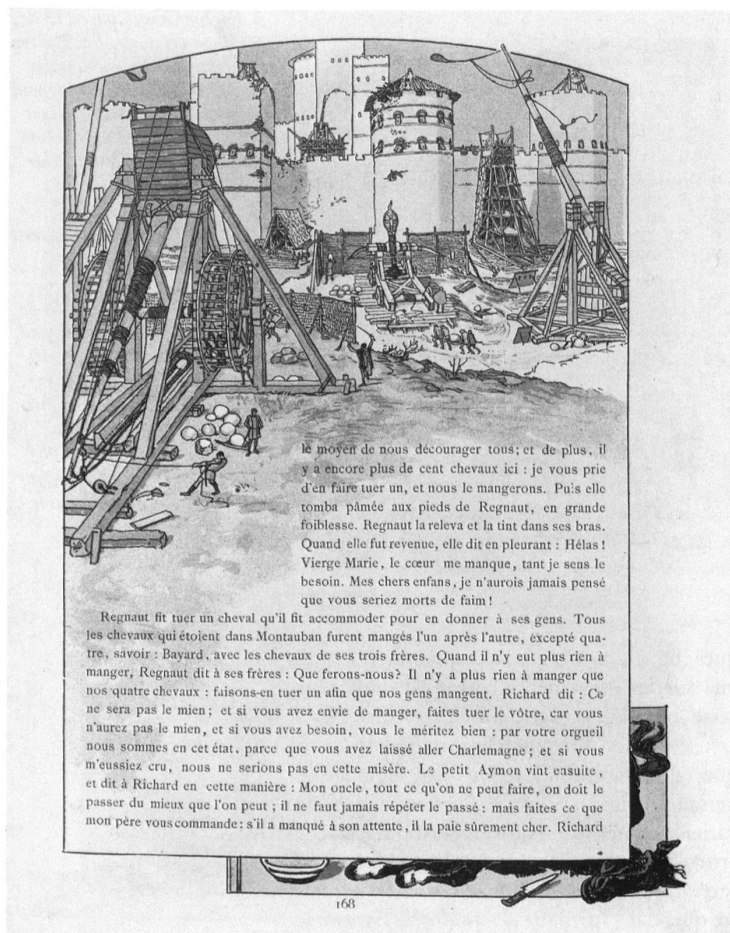 le moyen de nous décourager tous; et de plus, il
y a encore plus de cent chevaux ici : je vous prie
d'en faire tuer un, et nous le mangerons. Puis elle
tomba pâmée aux pieds de Regnaut, en grande
foiblesse. Regnaut la releva et la tint dans ses bras.
Quand elle fut revenue, elle dit en pleurant : Hélas !
Vierge Marie, le cœur me manque, tant je sens le
besoin. Mes chers enfans, je n'aurois jamais pensé
que vous seriez morts de faim !
Regnaut fit tuer un cheval qu'il fit accommoder pour en donner à ses gens. Tous
les chevaux qui étoient dans Montauban furent mangés l'un après l'autre, excepté qua-
tre, savoir : Bayard, avec les chevaux de ses trois frères. Quand il n'y eut plus rien à
manger, Regnaut dit à ses frères : Que ferons-nous? Il n'y a plus rien à manger que
nos quatre chevaux : faisons-en tuer un afin que nos gens mangent. Richard dit : Ce
ne sera pas le mien; et si vous avez envie de manger, faites tuer le vôtre, car vous
n'aurez pas le mien, et si vous avez besoin, vous le méritez bien : par votre orgueil
nous sommes en cet état, parce que vous avez laissé aller Charlemagne; et si vous
m'eussiez cru, nous ne serions pas en cette misère. Le petit Aymon vint ensuite,
et dit à Richard en cette manière : Mon oncle, tout ce qu'on ne peut faire, on doit le
passer du mieux que l'on peut ; il ne faut jamais répéter le passé : mais faites ce que
mon père vous commande; s'il a manqué à son attente, il la paie sûrement cher. Richard
168